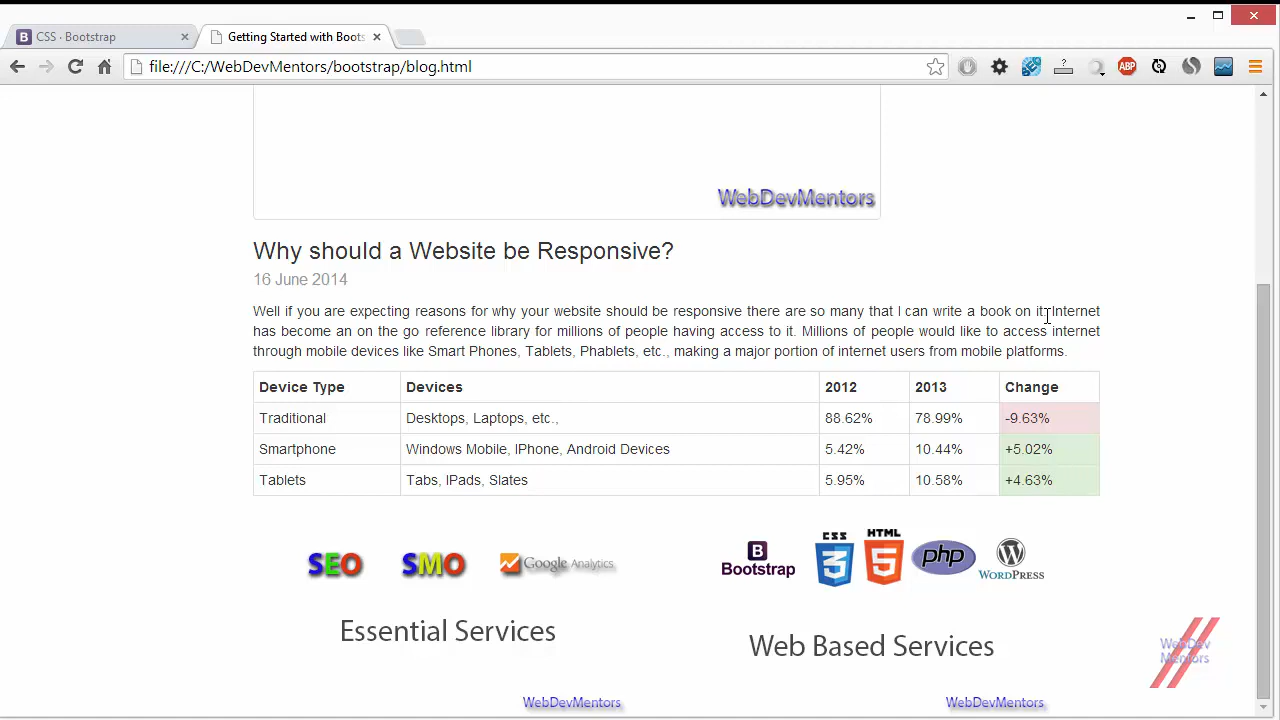 CSS · Bootstrap
Getting Started with Boots
file:///C:/WebDevMentors/bootstrap/blog.html
ABP
WebDevMentors
Why should a Website be Responsive?
16 June 2014
Well if you are expecting reasons for why your website should be responsive there are so many that I can write a book on it. Internet
has become an on the go reference library for millions of people having access to it. Millions of people would like to access internet
through mobile devices like Smart Phones, Tablets, Phablets, etc., making a major portion of internet users from mobile platforms.
Device Type Devices 2012 2013 Change
Traditional Desktops, Laptops, etc., 88.62% 78.99% -9.63%
Smartphone Windows Mobile, IPhone, Android Devices 5.42% 10.44% +5.02%
Tablets Tabs, IPads, Slates 5.95% 10.58% +4.63%
SEO SMO Google Analytics
B Bootstrap CSS 3 HTML 5 php W WORDPRESS
Essential Services
Web Based Services
WebDev
Mentors
WebDevMentors WebDevMentors